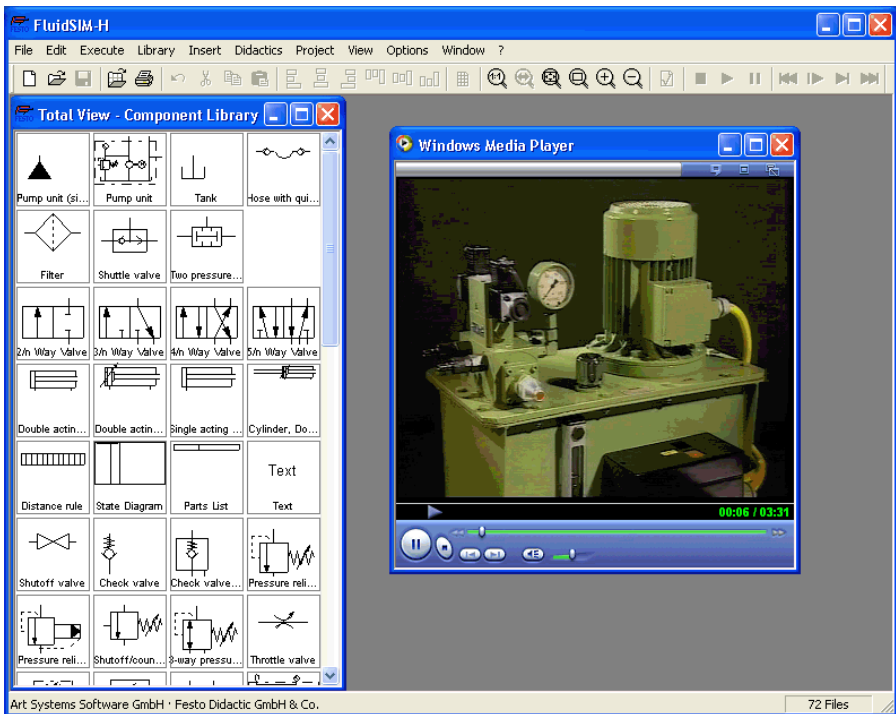 FluidSIM-H
File Edit Execute Library Insert Didactics Project View Options Window ?
1:1
Total View - Component Library
Pump unit (si... Pump unit Tank Hose with qui...
Filter Shuttle valve Two pressure...
2/n Way Valve 3/n Way Valve 4/n Way Valve 5/n Way Valve
Double actin... Double actin... Single acting ... Cylinder, Do...
Text
Distance rule State Diagram Parts List Text
Shutoff valve Check valve Check valve... Pressure reli...
Pressure reli... Shutoff/coun... 3-way pressu... Throttle valve
Windows Media Player
00:06 / 03:31
Art Systems Software GmbH · Festo Didactic GmbH & Co.
72 Files